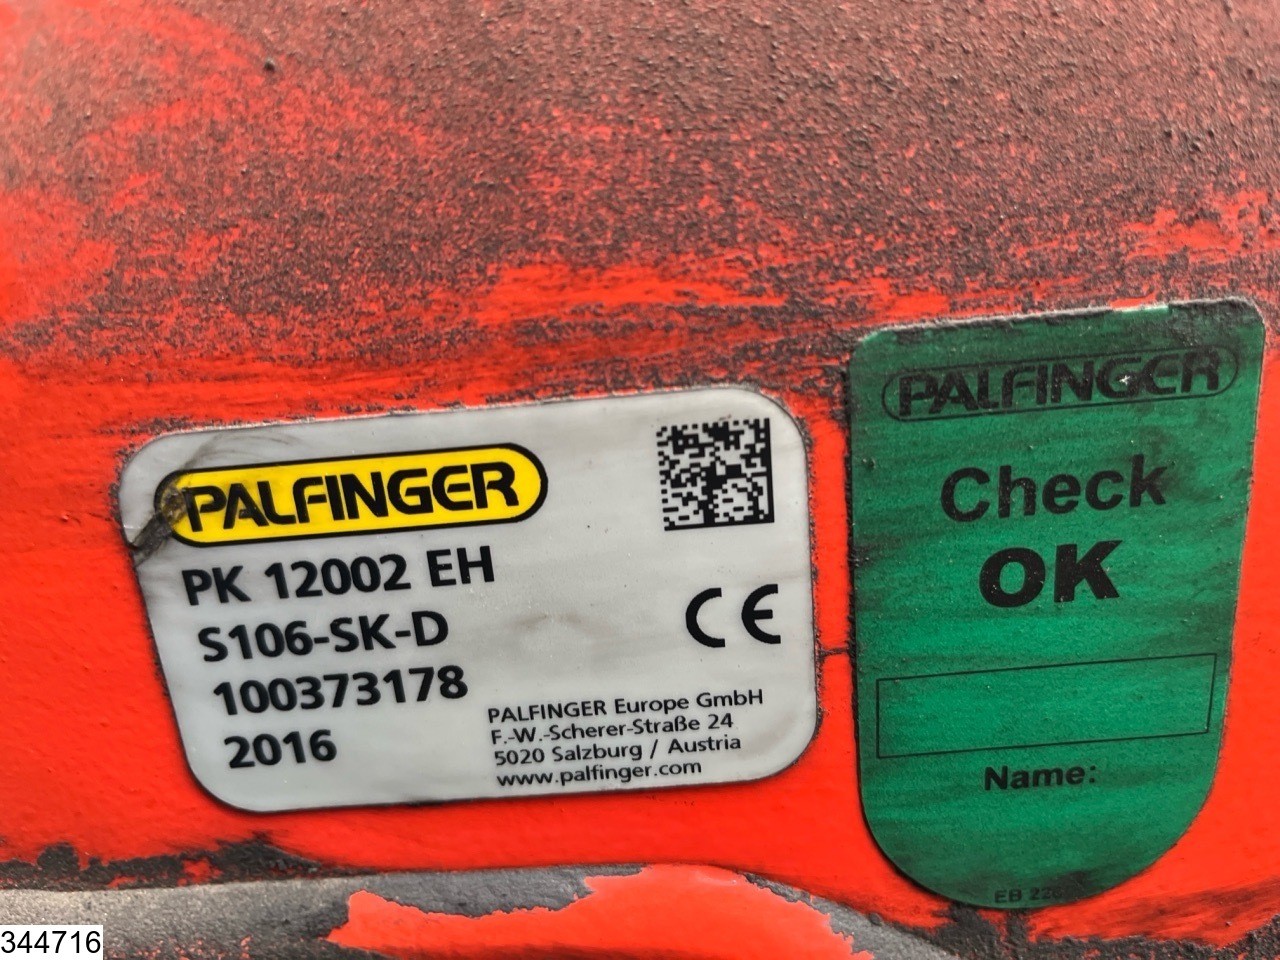 PALFINGER
PK 12002 EH
S106-SK-D
100373178
2016
CE
PALFINGER Europe GmbH
F.-W.-Scherer-Straße 24
5020 Salzburg / Austria
www.palfinger.com
PALFINGER
Check
OK
Name:
EB
344716